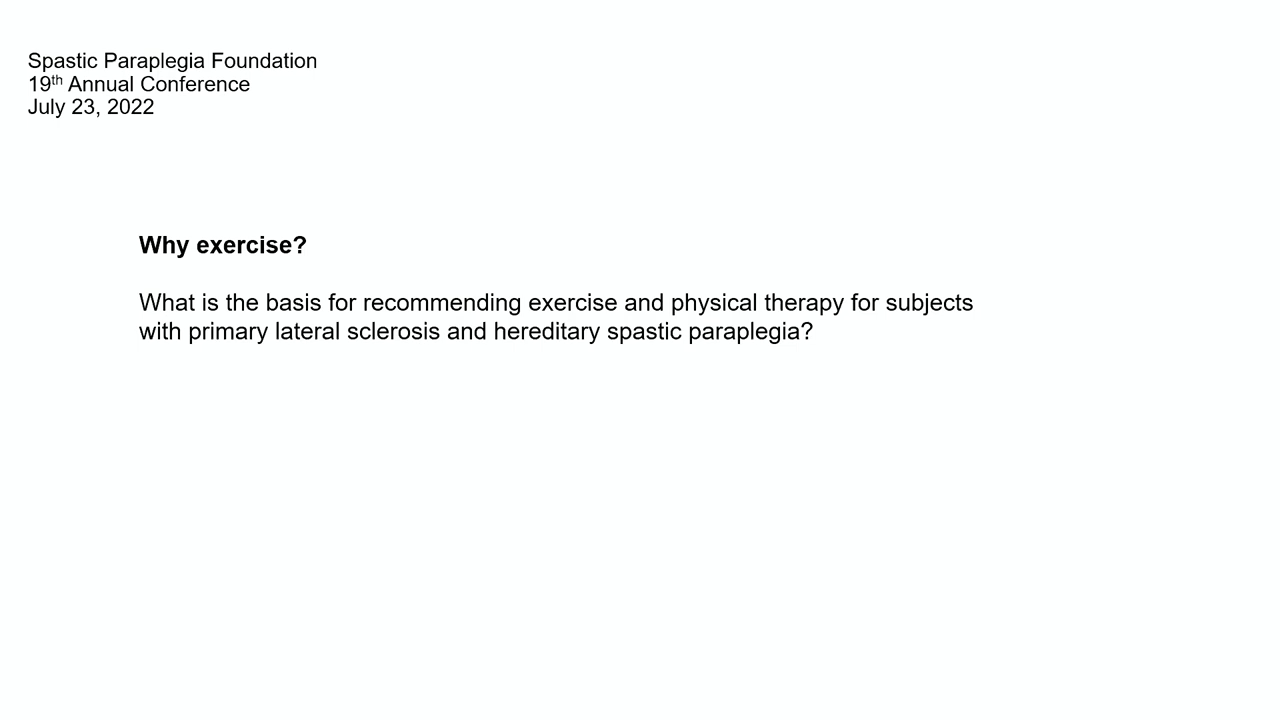 Spastic Paraplegia Foundation
19th Annual Conference
July 23, 2022
Why exercise?
What is the basis for recommending exercise and physical therapy for subjects
with primary lateral sclerosis and hereditary spastic paraplegia?